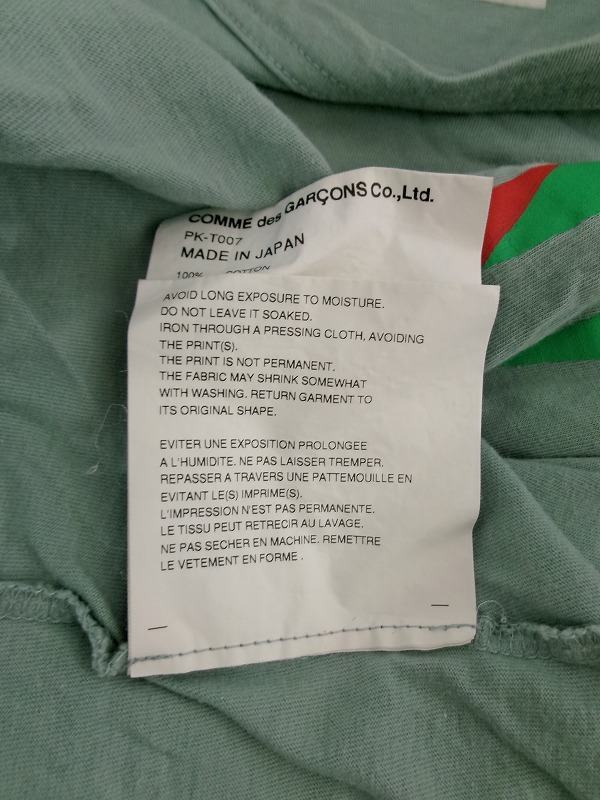 COMME des GARÇONS Co.,Ltd.
PK-T007
MADE IN JAPAN
100% COTTON
AVOID LONG EXPOSURE TO MOISTURE.
DO NOT LEAVE IT SOAKED.
IRON THROUGH A PRESSING CLOTH, AVOIDING
THE PRINT(S).
THE PRINT IS NOT PERMANENT.
THE FABRIC MAY SHRINK SOMEWHAT
WITH WASHING. RETURN GARMENT TO
ITS ORIGINAL SHAPE.
EVITER UNE EXPOSITION PROLONGEE
A L'HUMIDITE. NE PAS LAISSER TREMPER.
REPASSER A TRAVERS UNE PATTEMOUILLE EN
EVITANT LE(S) IMPRIME(S).
L'IMPRESSION N'EST PAS PERMANENTE.
LE TISSU PEUT RETRECIR AU LAVAGE.
NE PAS SECHER EN MACHINE. REMETTRE
LE VETEMENT EN FORME .